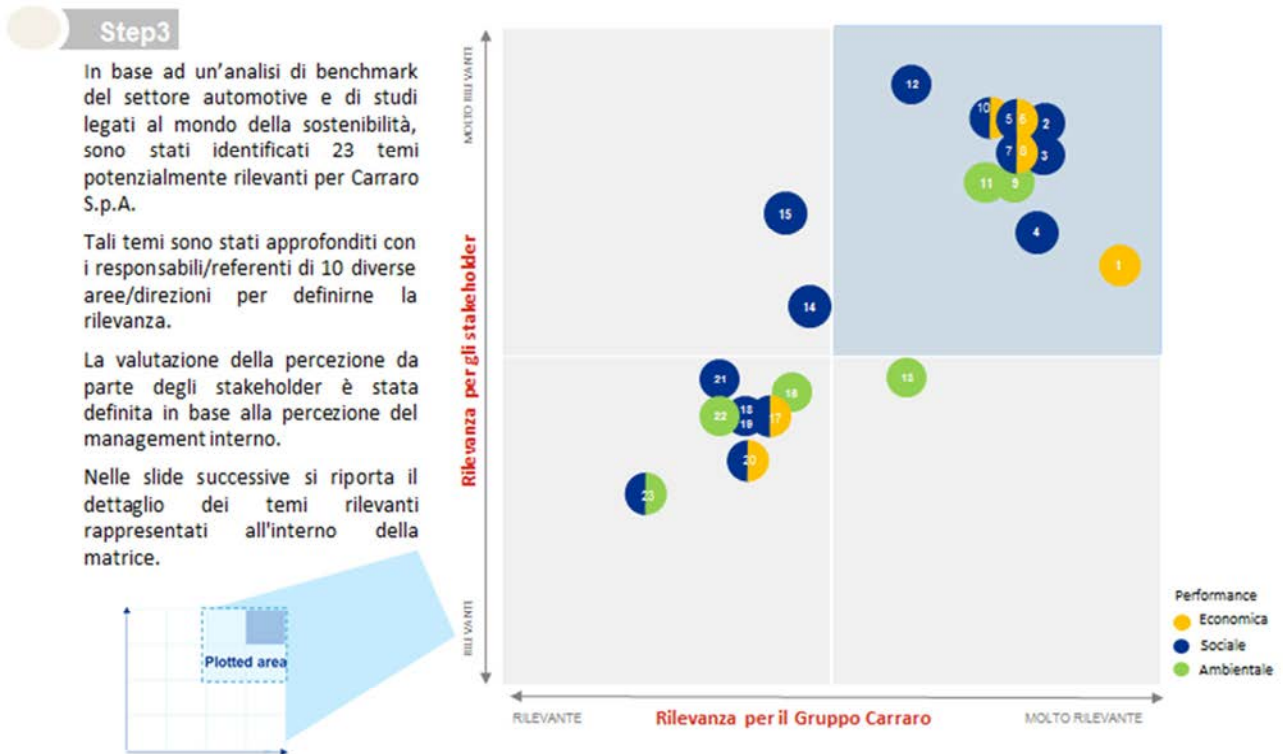 Step3
In base ad un'analisi di benchmark
del settore automotive e di studi
legati al mondo della sostenibilità,
sono stati identificati 23 temi
potenzialmente rilevanti per Carraro
S.p.A.
Tali temi sono stati approfonditi con
i responsabili/referenti di 10 diverse
aree/direzioni per definirne la
rilevanza.
La valutazione della percezione da
parte degli stakeholder è stata
definita in base alla percezione del
management interno.
Nelle slide successive si riporta il
dettaglio dei temi rilevanti
rappresentati all'interno della
matrice.
Plotted area
MOLTO RILEVANTI
Rilevanza per gli stakeholder
RILEVANTI
12
10 5 6 2
7 8 3
11 9
15
4
1
14
21
13
16
22 18 17
19
20
23
RILEVANTE
Rilevanza per il Gruppo Carraro
MOLTO RILEVANTE
Performance
Economica
Sociale
Ambientale